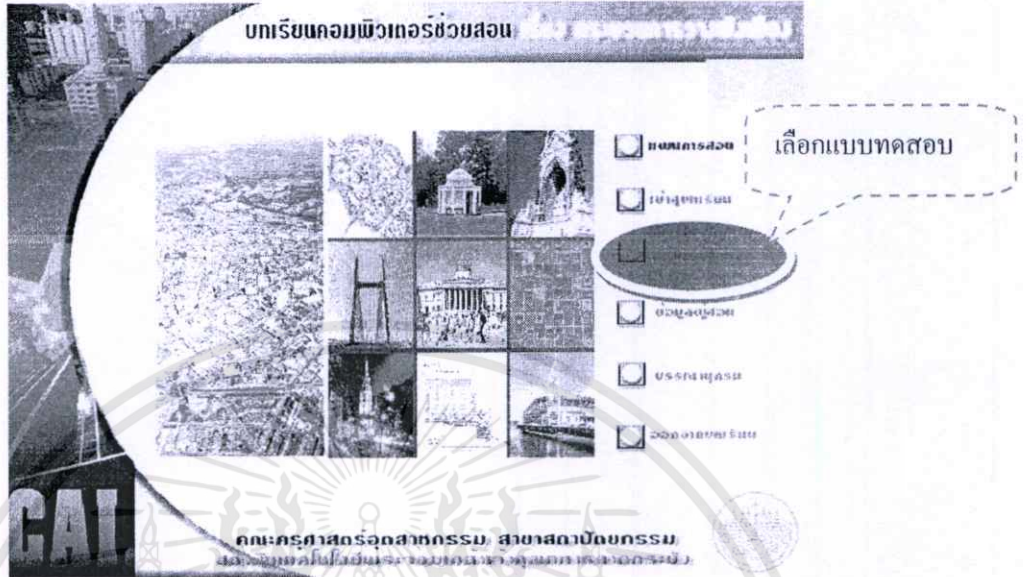 บทเรียนคอมพิวเตอร์ช่วยสอน
แผนการสอน
เลือกแบบทดสอบ
เข้าสู่บทเรียน
ข้อมูลผู้สอน
บรรณานุกรม
ออกจากบทเรียน
CAI
คณะครุศาสตร์อุตสาหกรรม สาขาสถาปัตยกรรม